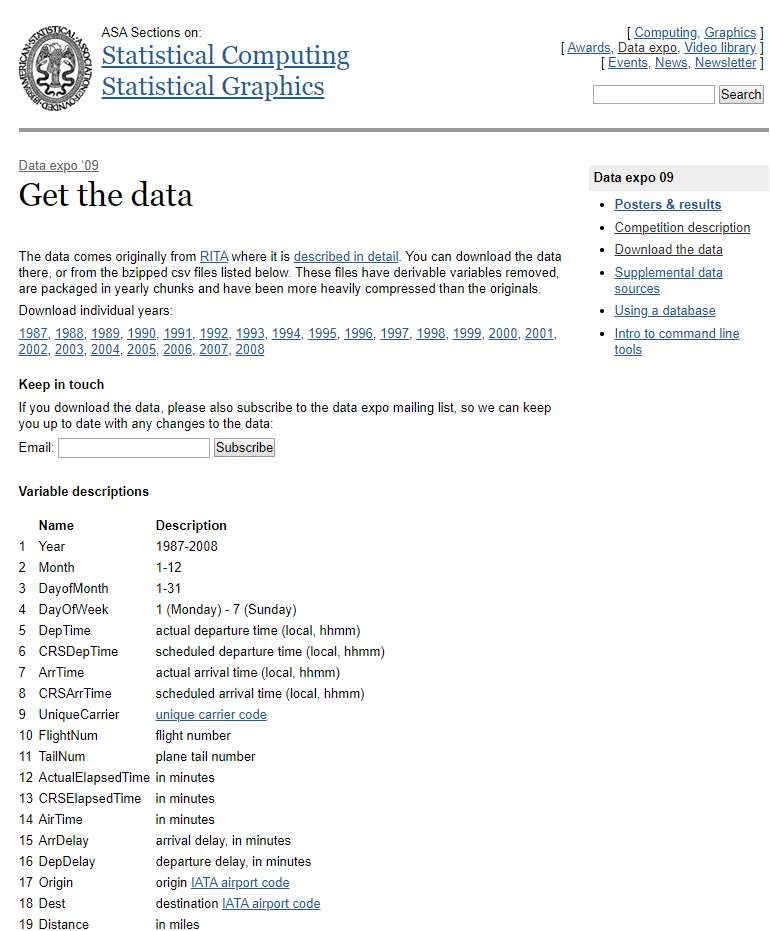 ASA Sections on:
Statistical Computing
Statistical Graphics
[ Computing, Graphics ]
[ Awards, Data expo, Video library ]
[ Events, News, Newsletter ]
Search
Data expo '09
Get the data
The data comes originally from RITA where it is described in detail. You can download the data
there, or from the bzipped csv files listed below. These files have derivable variables removed,
are packaged in yearly chunks and have been more heavily compressed than the originals.
Download individual years:
1987, 1988, 1989, 1990, 1991, 1992, 1993, 1994, 1995, 1996, 1997, 1998, 1999, 2000, 2001,
2002, 2003, 2004, 2005, 2006, 2007, 2008
Keep in touch
If you download the data, please also subscribe to the data expo mailing list, so we can keep
you up to date with any changes to the data:
Email: Subscribe
Variable descriptions
Name Description
1 Year 1987-2008
2 Month 1-12
3 DayofMonth 1-31
4 DayOfWeek 1 (Monday) - 7 (Sunday)
5 DepTime actual departure time (local, hhmm)
6 CRSDepTime scheduled departure time (local, hhmm)
7 ArrTime actual arrival time (local, hhmm)
8 CRSArrTime scheduled arrival time (local, hhmm)
9 UniqueCarrier unique carrier code
10 FlightNum flight number
11 TailNum plane tail number
12 ActualElapsedTime in minutes
13 CRSElapsedTime in minutes
14 AirTime in minutes
15 ArrDelay arrival delay, in minutes
16 DepDelay departure delay, in minutes
17 Origin origin IATA airport code
18 Dest destination IATA airport code
19 Distance in miles
Data expo 09
Posters & results
Competition description
Download the data
Supplemental data
sources
Using a database
Intro to command line
tools